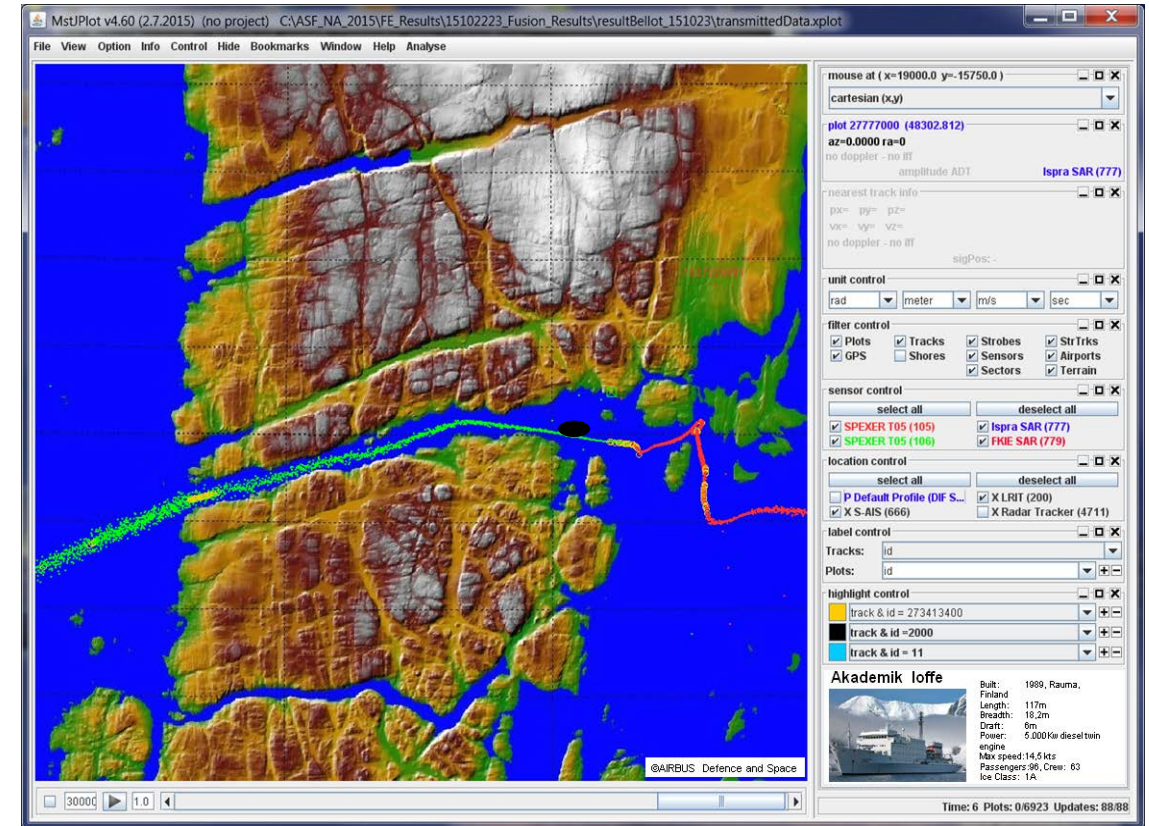 MstJPlot v4.60 (2.7.2015) (no project) C:\ASF_NA_2015\FE_Results\15102223_Fusion_Results\resultBellot_151023\transmittedData.xplot
File View Option Info Control Hide Bookmarks Window Help Analyse
mouse at ( x=19000.0 y=-15750.0 )
cartesian (x,y)
plot 27777000 (48302.812)
az=0.0000 ra=0
no doppler - no iff
amplitude ADT Ispra SAR (777)
nearest track info
px= py= pz=
vx= vy= vz=
no doppler - no iff
sigPos: -
unit control
rad meter m/s sec
filter control
Plots Tracks Strobes StrTrks
GPS Shores Sensors Airports
Sectors Terrain
sensor control
select all deselect all
SPEXER T05 (105) Ispra SAR (777)
SPEXER T05 (106) FKIE SAR (779)
location control
select all deselect all
P Default Profile (DIF S... X LRIT (200)
X S-AIS (666) X Radar Tracker (4711)
label control
Tracks: id
Plots: id
highlight control
track & id = 273413400
track & id =2000
track & id = 11
Akademik Ioffe
Built: 1989, Rauma,
Finland
Length: 117m
Breadth: 18,2m
Draft: 6m
Power: 5.000Kw diesel twin
engine
Max speed:14,5 kts
Passengers:96, Crew: 63
Ice Class: 1A
©AIRBUS Defence and Space
3000 1.0
Time: 6 Plots: 0/6923 Updates: 88/88